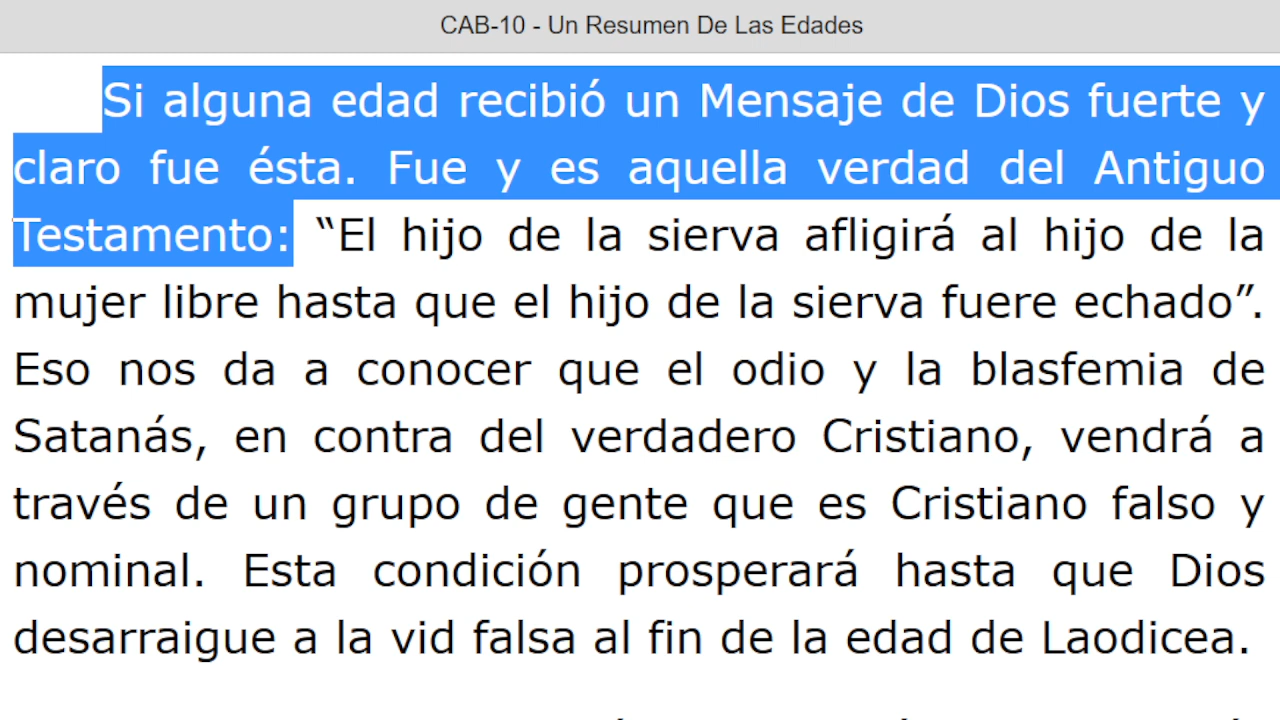 CAB-10 - Un Resumen De Las Edades
Si alguna edad recibió un Mensaje de Dios fuerte y
claro fue ésta. Fue y es aquella verdad del Antiguo
Testamento: “El hijo de la sierva afligirá al hijo de la
mujer libre hasta que el hijo de la sierva fuere echado”.
Eso nos da a conocer que el odio y la blasfemia de
Satanás, en contra del verdadero Cristiano, vendrá a
través de un grupo de gente que es Cristiano falso y
nominal. Esta condición prosperará hasta que Dios
desarraigue a la vid falsa al fin de la edad de Laodicea.